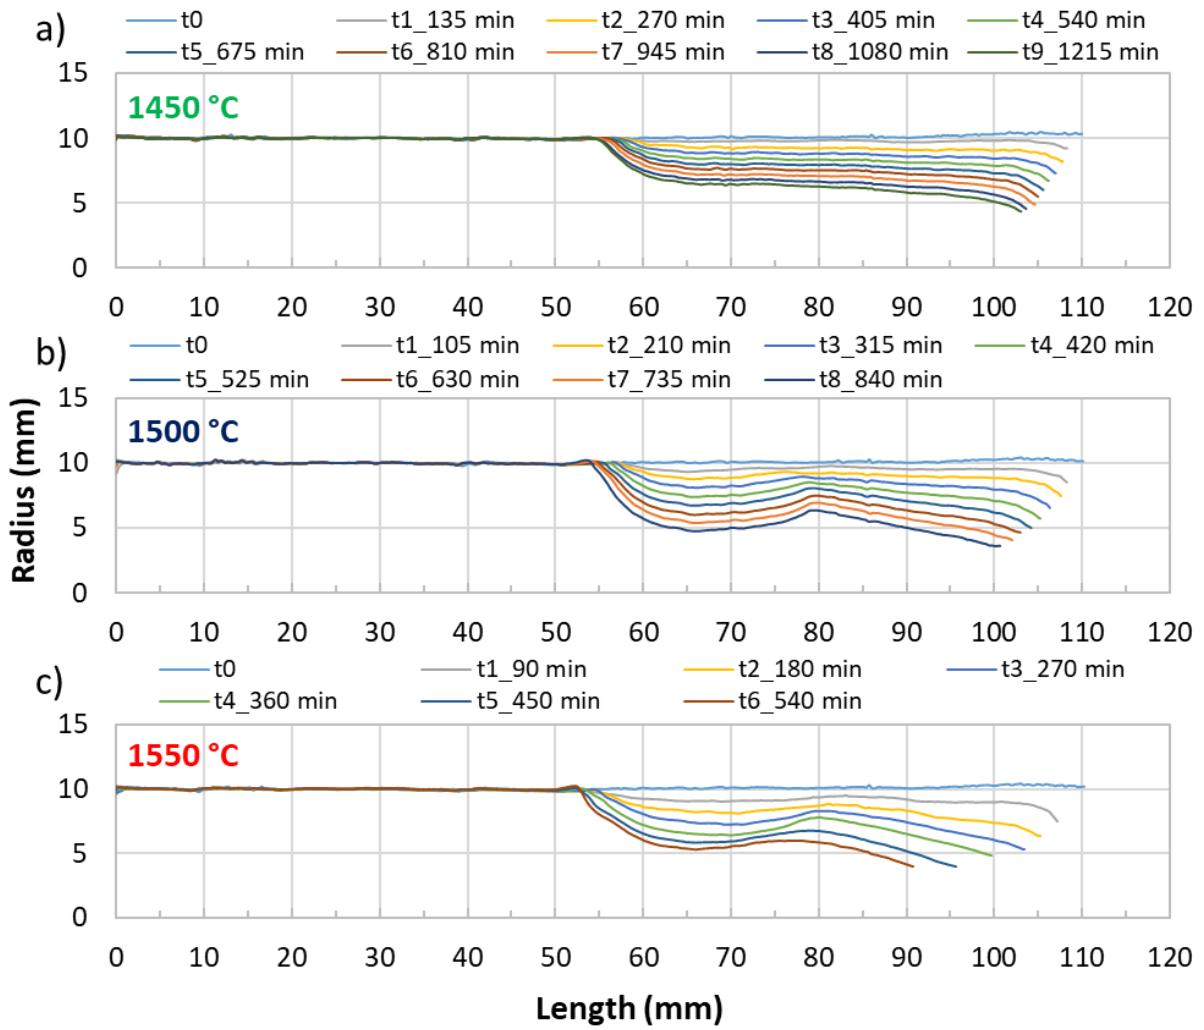 a)
t0 t1_135 min t2_270 min t3_405 min t4_540 min
t5_675 min t6_810 min t7_945 min t8_1080 min t9_1215 min
15
1450 °C
10
5
0
0 10 20 30 40 50 60 70 80 90 100 110 120
b)
t0 t1_105 min t2_210 min t3_315 min t4_420 min
t5_525 min t6_630 min t7_735 min t8_840 min
15
1500 °C
10
5
0
Radius (mm)
0 10 20 30 40 50 60 70 80 90 100 110 120
c)
t0 t1_90 min t2_180 min t3_270 min
t4_360 min t5_450 min t6_540 min
15
1550 °C
10
5
0
0 10 20 30 40 50 60 70 80 90 100 110 120
Length (mm)